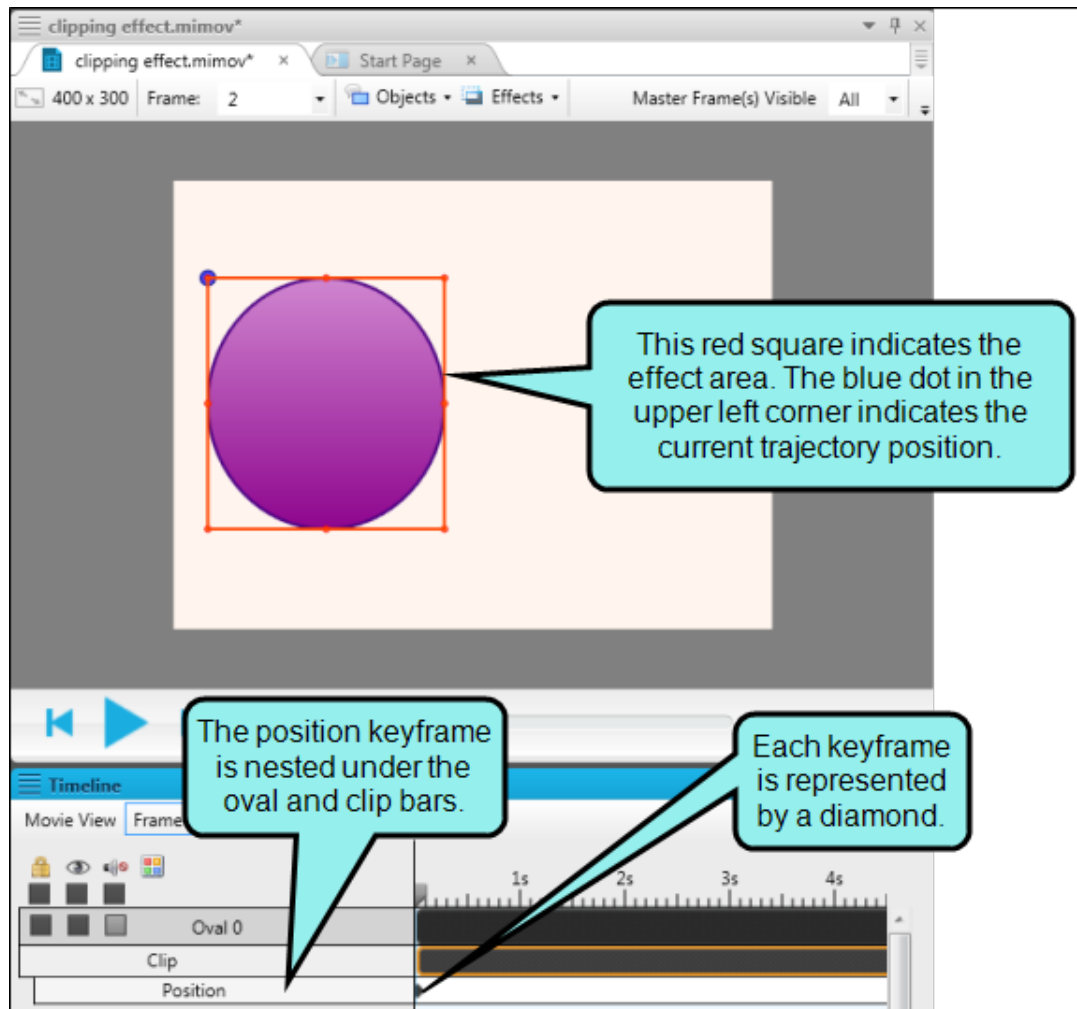 clipping effect.mimov*
clipping effect.mimov*
Start Page
400 x 300 Frame: 2 Objects Effects Master Frame(s) Visible All
This red square indicates the
effect area. The blue dot in the
upper left corner indicates the
current trajectory position.
The position keyframe
is nested under the
oval and clip bars.
Each keyframe
is represented
by a diamond.
Timeline
Movie View Frame
1s 2s 3s 4s
Oval 0
Clip
Position